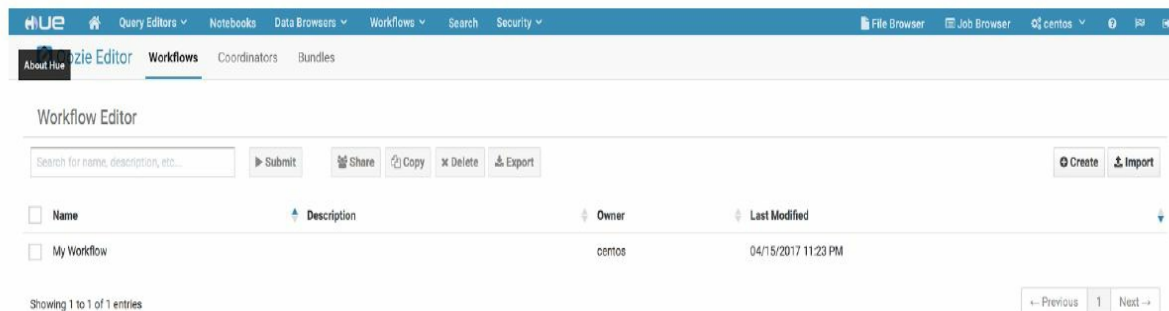 HUE Query Editors Notebooks Data Browsers Workflows Search Security File Browser Job Browser centos
About Hue zie Editor Workflows Coordinators Bundles
Workflow Editor
Search for name, description, etc... Submit Share Copy Delete Export Create Import
Name Description Owner Last Modified
My Workflow centos 04/15/2017 11:23 PM
Showing 1 to 1 of 1 entries ← Previous 1 Next →